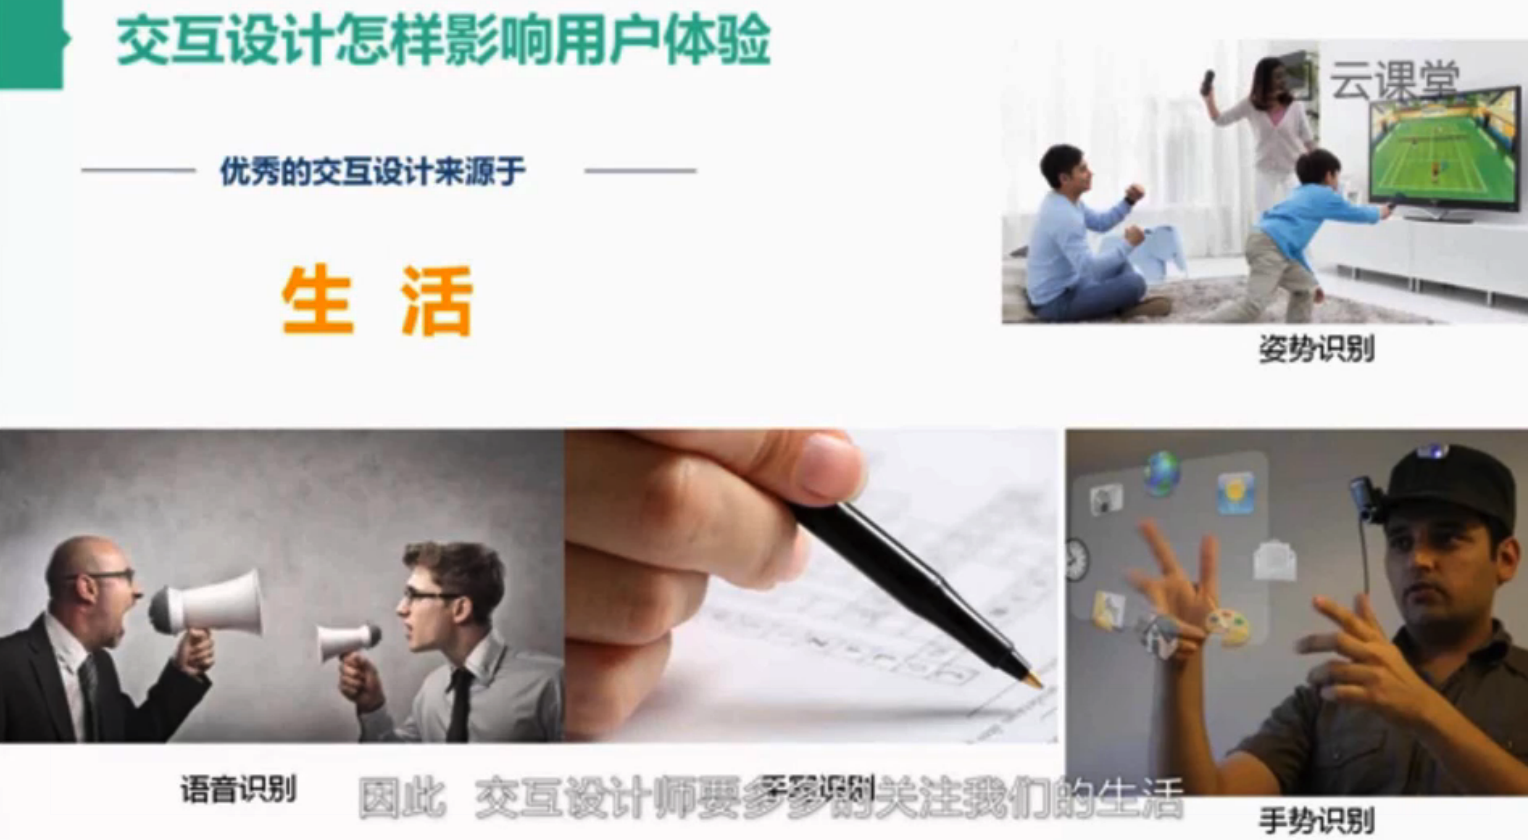 交互设计怎样影响用户体验
云课堂
优秀的交互设计来源于
生 活
姿势识别
语音识别
手写识别
因此 交互设计师要多多的关注我们的生活
手势识别